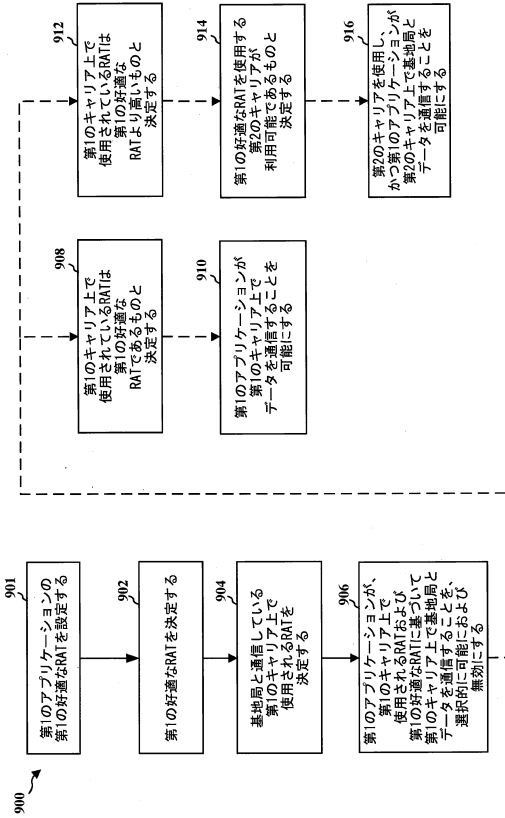 900
901
第1のアプリケーションの
第1の好適なRATを設定する
902
第1の好適なRATを決定する
904
基地局と通信している
第1のキャリア上で
使用されるRATを
決定する
906
第1のアプリケーションが、
第1のキャリア上で
使用されるRATおよび
第1の好適なRATに基づいて
第1のキャリア上で基地局と
データを通信することを、
選択的に可能におよび
無効にする
908
第1のキャリア上で
使用されているRATは
第1の好適な
RATであるものと
決定する
910
第1のアプリケーションが
第1のキャリア上で
データを通信することを
可能にする
912
第1のキャリア上で
使用されているRATは
第1の好適な
RATより高いものと
決定する
914
第1の好適なRATを使用する
第2のキャリアが
利用可能であるものと
決定する
916
第2のキャリアを使用し、
かつ第1のアプリケーションが
第2のキャリア上で基地局と
データを通信することを
可能にする